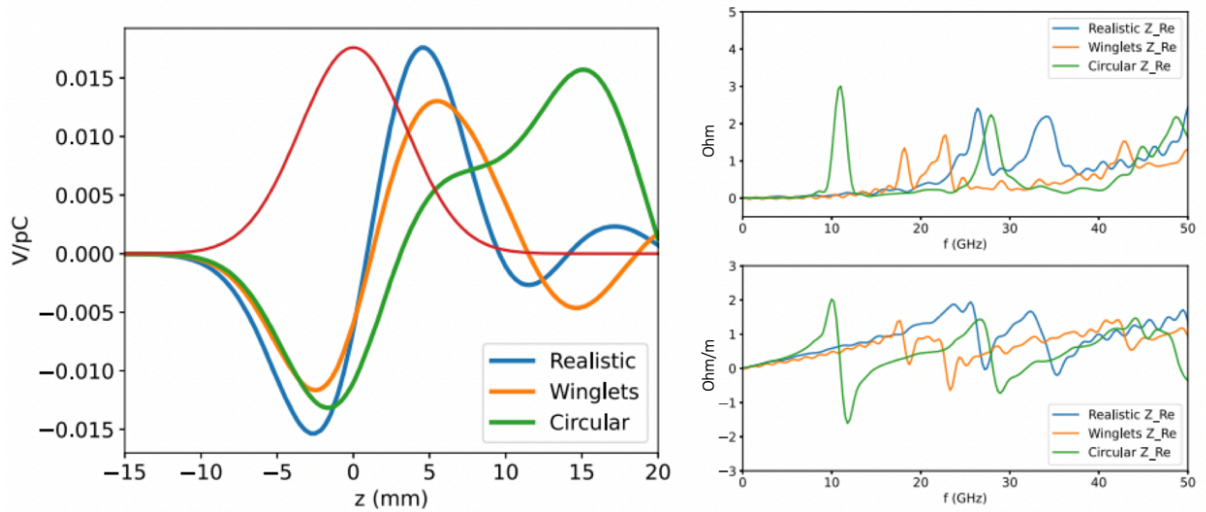 V/pC
0.015
0.010
0.005
0.000
−0.005
−0.010
−0.015
−15 −10 −5 0 5 10 15 20
z (mm)
Realistic
Winglets
Circular
Ohm
5
4
3
2
1
0
0 10 20 30 40 50
f (GHz)
Realistic Z_Re
Winglets Z_Re
Circular Z_Re
Ohm/m
3
2
1
0
−1
−2
−3
0 10 20 30 40 50
f (GHz)
Realistic Z_Re
Winglets Z_Re
Circular Z_Re